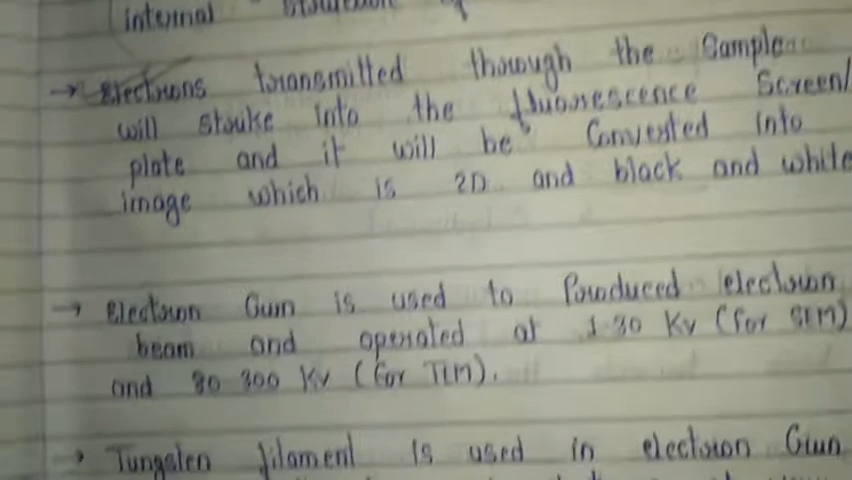 internal structure of
→ Electrons transmitted through the Sample
will strike into the fluorescence Screen/
plate and it will be Converted into
image which is 2D and black and white
→ Electron Gun is used to Produced electron
beam and operated at 1-30 Kv (for SEM)
and 80 300 Kv (for TEM).
→ Tungsten filament is used in electron Gun